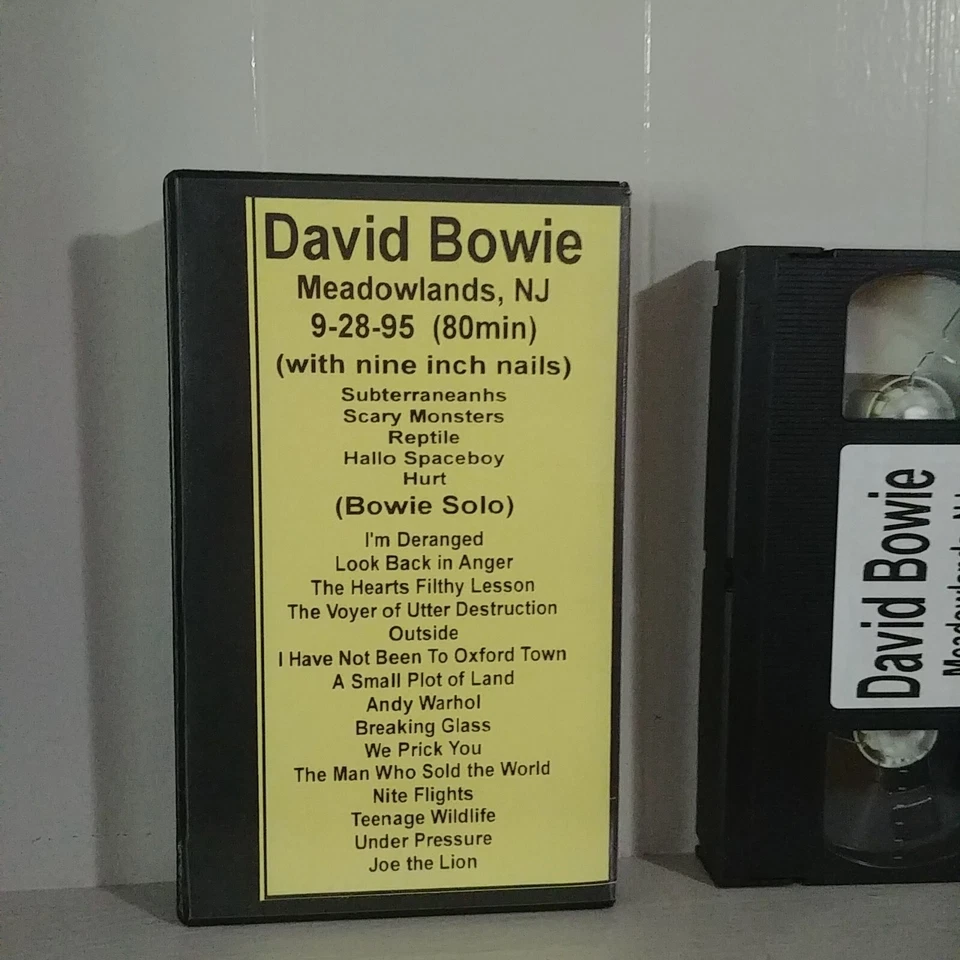 David Bowie
Meadowlands, NJ
9-28-95 (80min)
(with nine inch nails)
Subterraneanhs
Scary Monsters
Reptile
Hallo Spaceboy
Hurt
(Bowie Solo)
I'm Deranged
Look Back in Anger
The Hearts Filthy Lesson
The Voyer of Utter Destruction
Outside
I Have Not Been To Oxford Town
A Small Plot of Land
Andy Warhol
Breaking Glass
We Prick You
The Man Who Sold the World
Nite Flights
Teenage Wildlife
Under Pressure
Joe the Lion
David Bowie